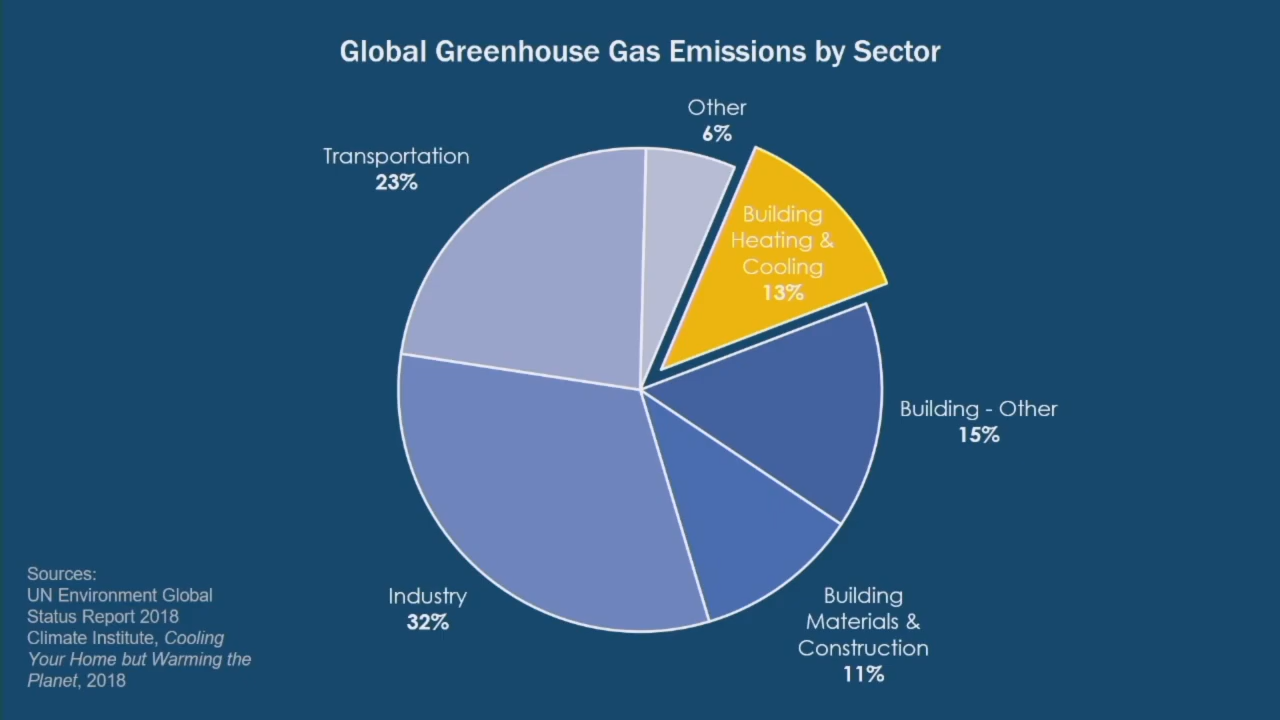 Global Greenhouse Gas Emissions by Sector
Other
6%
Transportation
23%
Building
Heating &
Cooling
13%
Building - Other
15%
Building
Materials &
Construction
11%
Industry
32%
Sources:
UN Environment Global
Status Report 2018
Climate Institute, Cooling
Your Home but Warming the
Planet, 2018